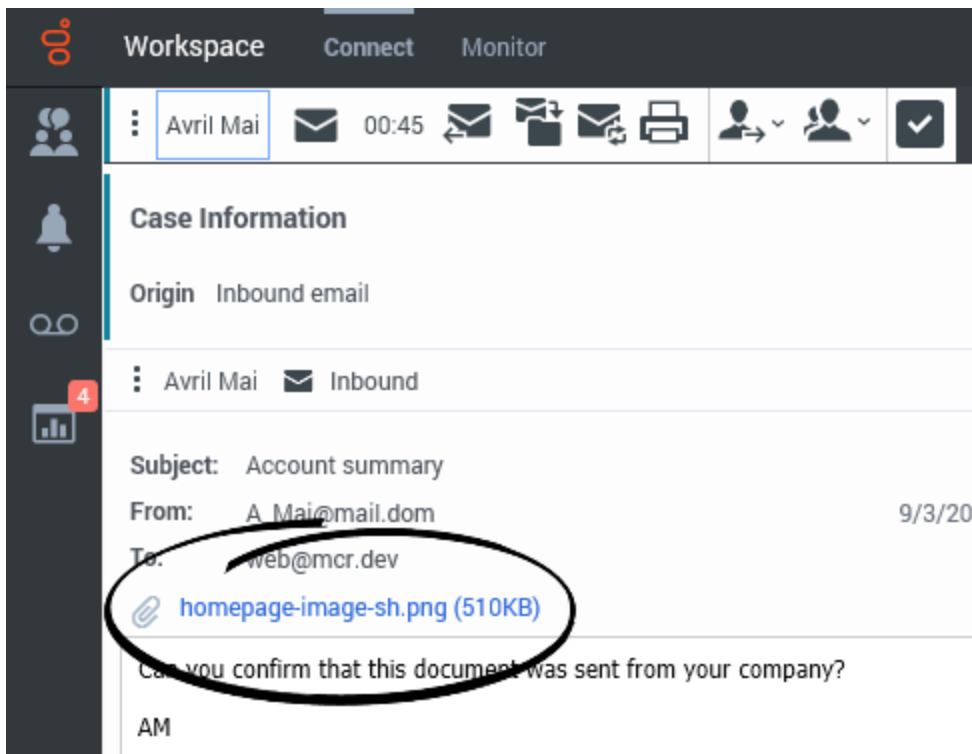 Workspace Connect Monitor
Avril Mai 00:45
Case Information
Origin Inbound email
4
Avril Mai Inbound
Subject: Account summary
From: A_Mai@mail.dom 9/3/20
To: web@mcr.dev
homepage-image-sh.png (510KB)
Can you confirm that this document was sent from your company?
AM